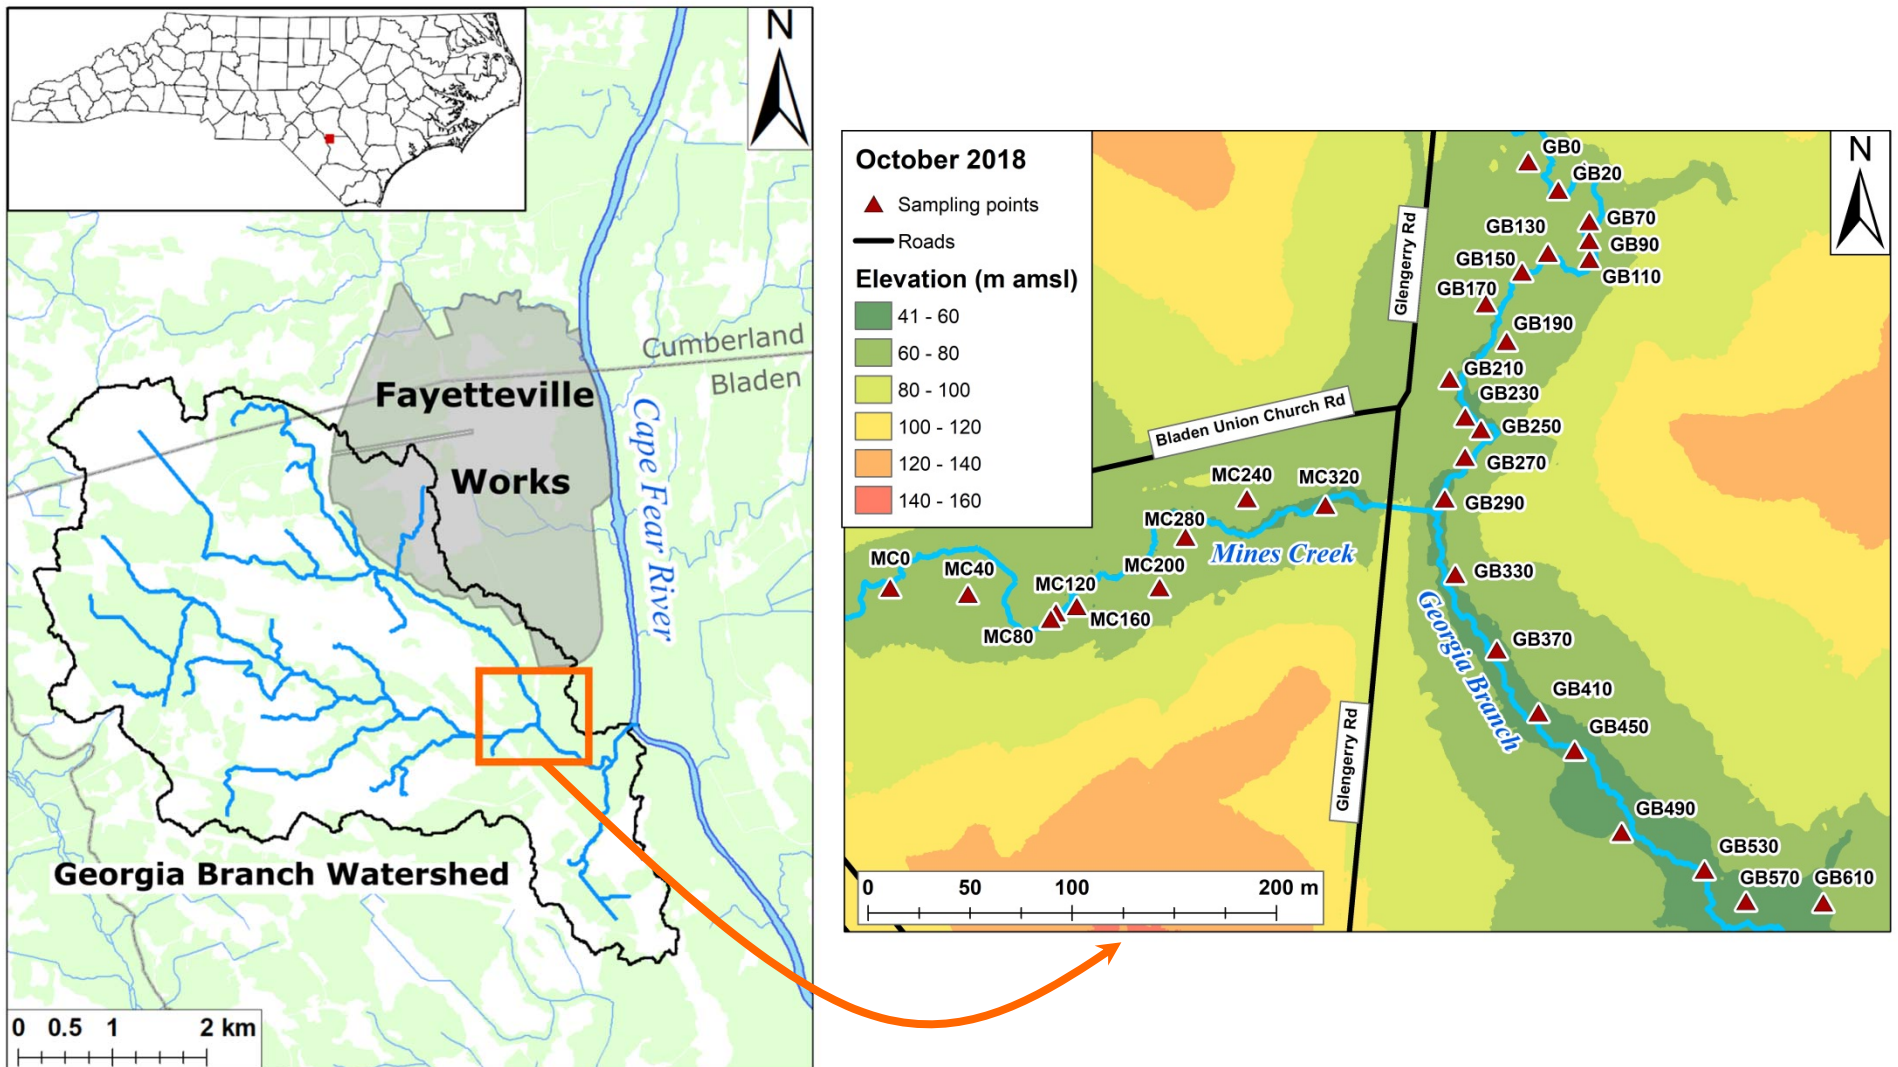 N
Cumberland
Bladen
Fayetteville
Works
Cape Fear River
Georgia Branch Watershed
0 0.5 1 2 km
October 2018
Sampling points
Roads
Elevation (m amsl)
41 - 60
60 - 80
80 - 100
100 - 120
120 - 140
140 - 160
N
Glengerry Rd
Bladen Union Church Rd
Glengerry Rd
GB0
GB20
GB70
GB90
GB110
GB130
GB150
GB170
GB190
GB210
GB230
GB250
GB270
GB290
GB330
GB370
GB410
GB450
GB490
GB530
GB570
GB610
MC240
MC320
MC280
MC0
MC40
MC200
MC120
MC160
MC80
Mines Creek
Georgia Branch
0 50 100 200 m